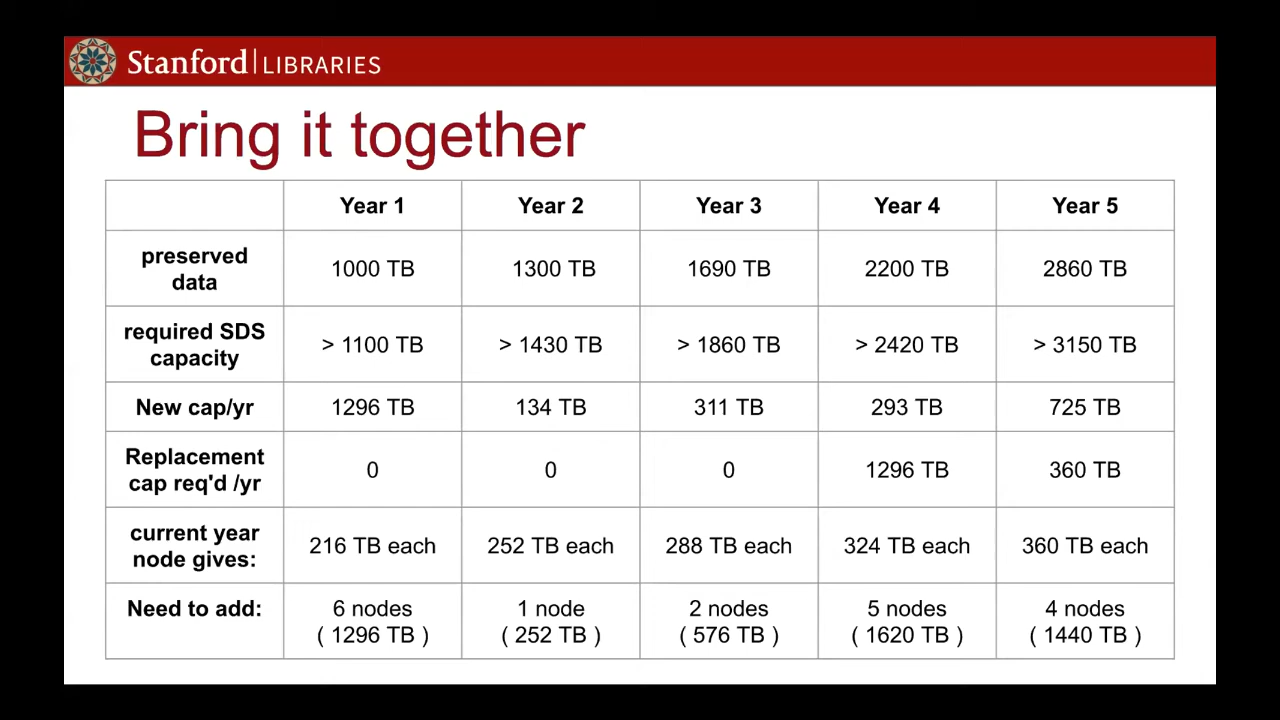 Stanford | LIBRARIES
Bring it together
Year 1 Year 2 Year 3 Year 4 Year 5
preserved
data 1000 TB 1300 TB 1690 TB 2200 TB 2860 TB
required SDS
capacity > 1100 TB > 1430 TB > 1860 TB > 2420 TB > 3150 TB
New cap/yr 1296 TB 134 TB 311 TB 293 TB 725 TB
Replacement
cap req'd /yr 0 0 0 1296 TB 360 TB
current year
node gives: 216 TB each 252 TB each 288 TB each 324 TB each 360 TB each
Need to add: 6 nodes 1 node 2 nodes 5 nodes 4 nodes
( 1296 TB ) ( 252 TB ) ( 576 TB ) ( 1620 TB ) ( 1440 TB )